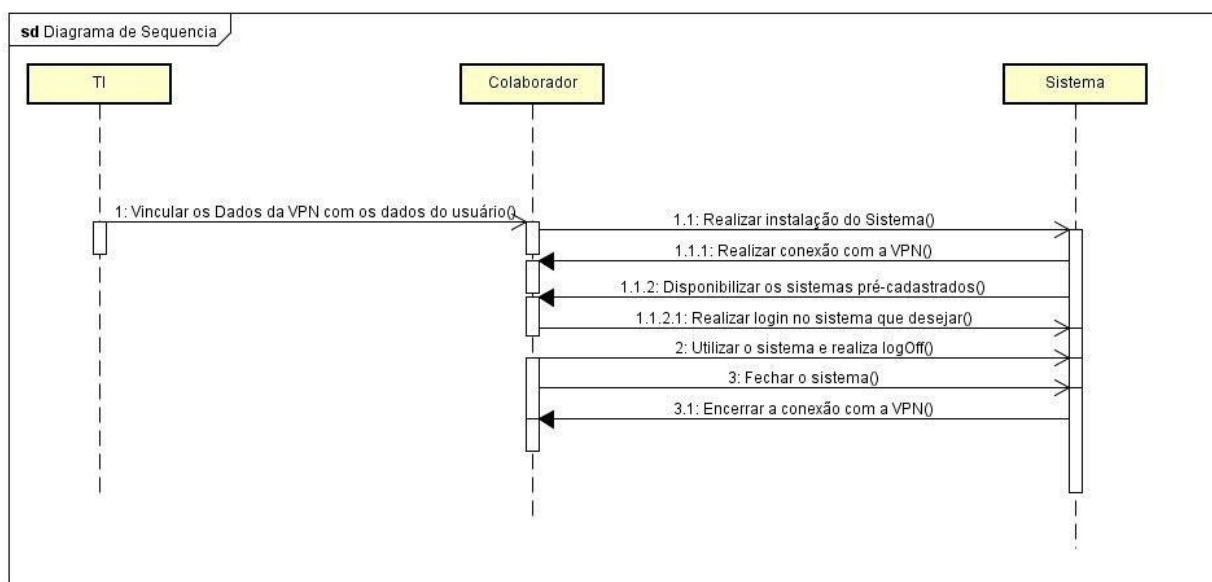 sd Diagrama de Sequencia
TI
Colaborador
Sistema
1: Vincular os Dados da VPN com os dados do usuário()
1.1: Realizar instalação do Sistema()
1.1.1: Realizar conexão com a VPN()
1.1.2: Disponibilizar os sistemas pré-cadastrados()
1.1.2.1: Realizar login no sistema que desejar()
2: Utilizar o sistema e realiza logOff()
3: Fechar o sistema()
3.1: Encerrar a conexão com a VPN()